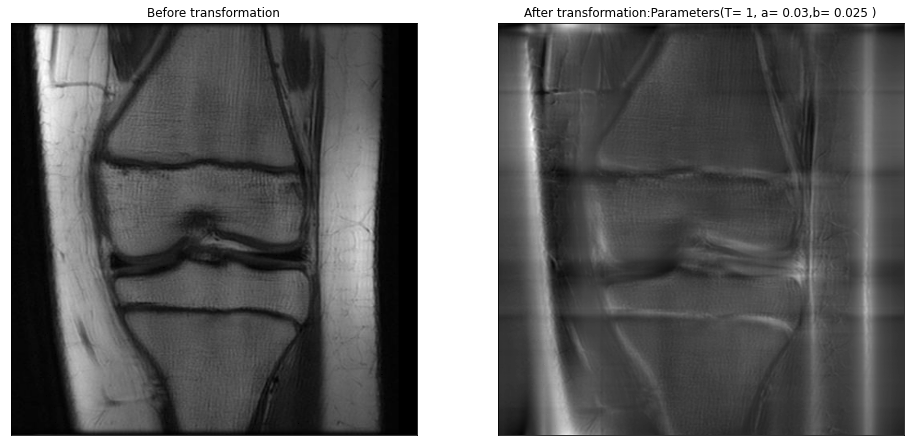 Before transformation
After transformation:Parameters(T= 1, a= 0.03,b= 0.025 )